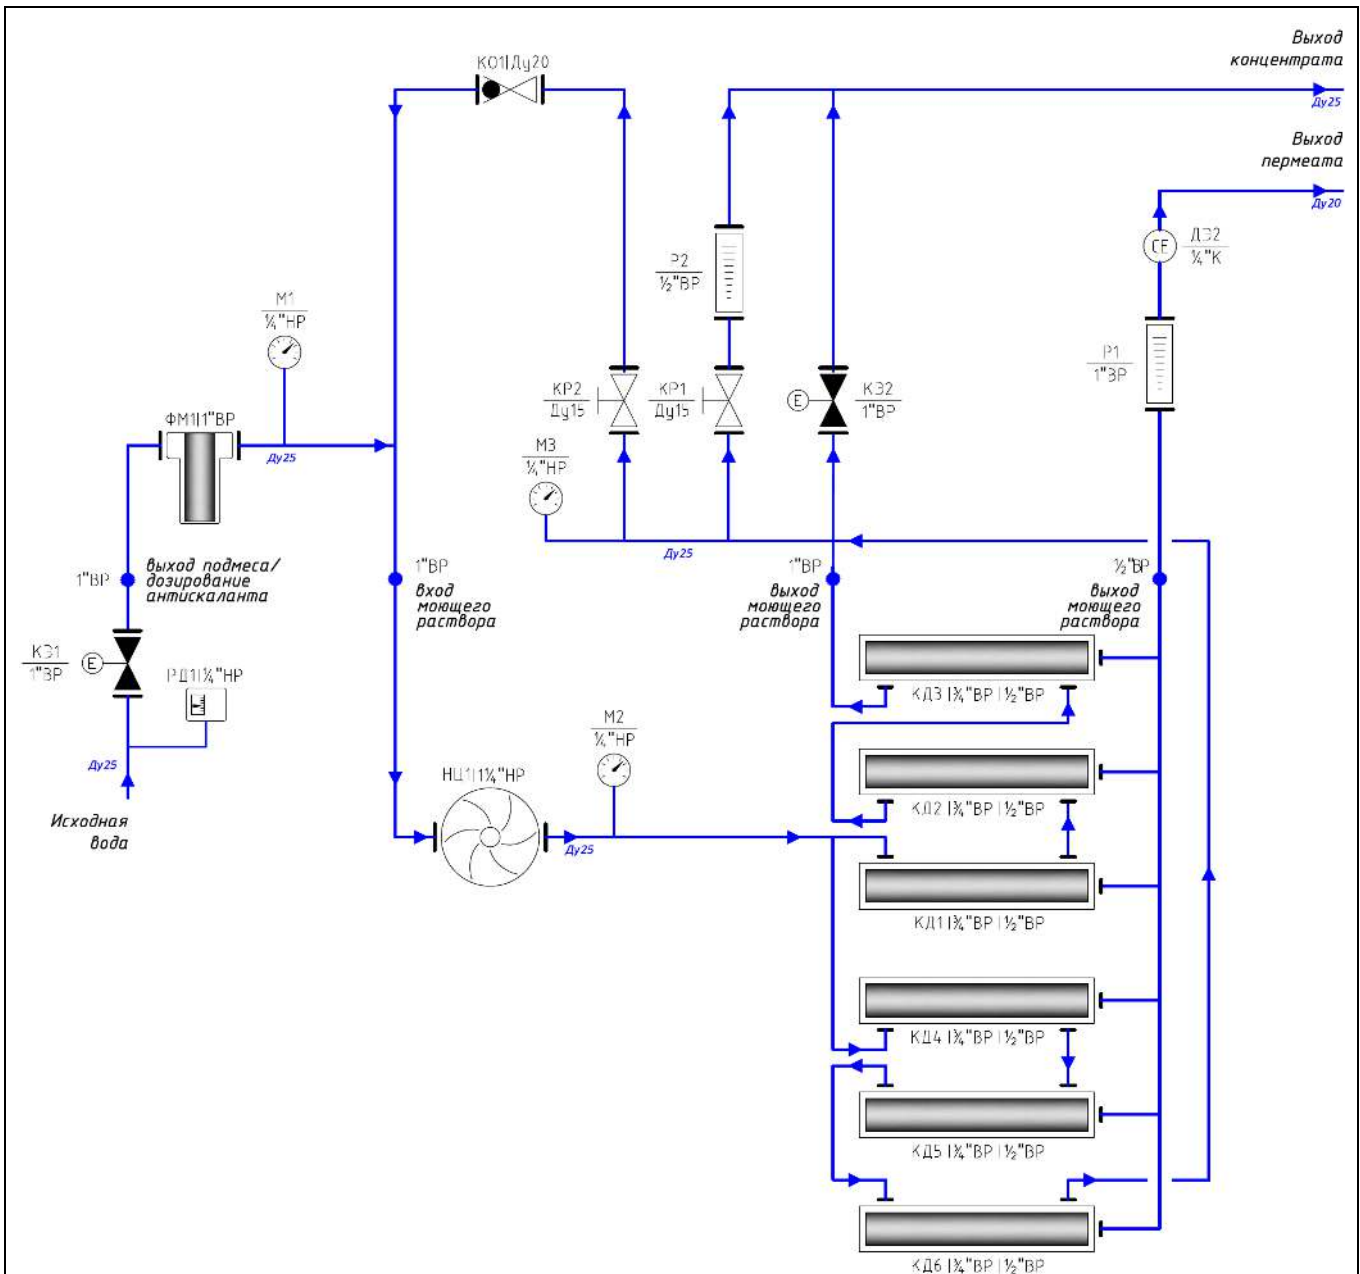 Выход
концентрата
Ду25
КО1|Ду20
Выход
пермеата
Ду20
ДЭ2
¼"К
CE
Р2
½"ВР
М1
¼"НР
Р1
1"ВР
КР2
Ду15
КР1
Ду15
E
КЭ2
1"ВР
ФМ1|1"ВР
Ду25
М3
¼"НР
Ду25
1"ВР
выход подмеса/
дозирование
антискаланта
1"ВР
вход
моющего
раствора
1"ВР
выход
моющего
раствора
½"ВР
выход
моющего
раствора
КЭ1
1"ВР
E
РД1|¼"НР
КД3|¾"ВР|½"ВР
Ду25
М2
¼"НР
НЦ1|1¼"НР
КД2|¾"ВР|½"ВР
Исходная
вода
Ду25
КД1|¾"ВР|½"ВР
КД4|¾"ВР|½"ВР
КД5|¾"ВР|½"ВР
КД6|¾"ВР|½"ВР